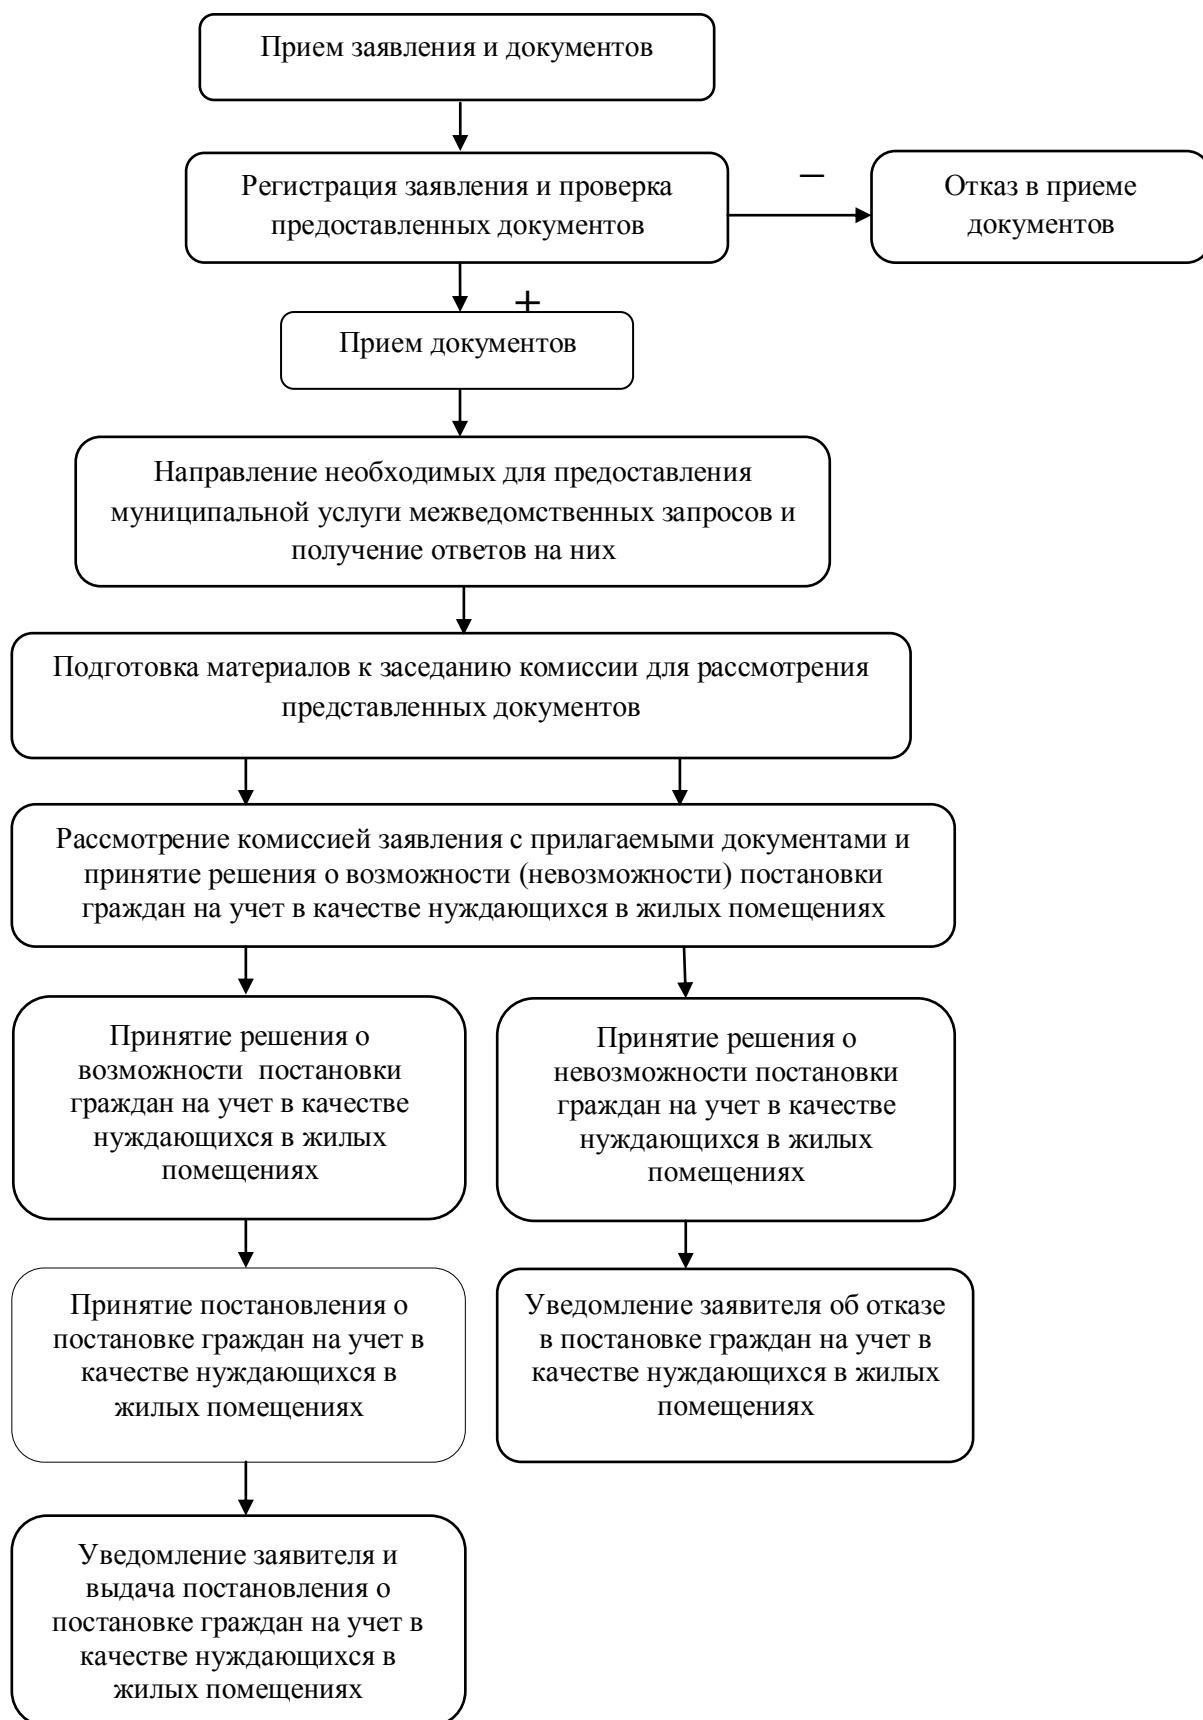 Прием заявления и документов
Регистрация заявления и проверка
предоставленных документов
–
Отказ в приеме
документов
+
Прием документов
Направление необходимых для предоставления
муниципальной услуги межведомственных запросов и
получение ответов на них
Подготовка материалов к заседанию комиссии для рассмотрения
представленных документов
Рассмотрение комиссией заявления с прилагаемыми документами и
принятие решения о возможности (невозможности) постановки
граждан на учет в качестве нуждающихся в жилых помещениях
Принятие решения о
возможности  постановки
граждан на учет в качестве
нуждающихся в жилых
помещениях
Принятие решения о
невозможности постановки
граждан на учет в качестве
нуждающихся в жилых
помещениях
Принятие постановления о
постановке граждан на учет в
качестве нуждающихся в
жилых помещениях
Уведомление заявителя об отказе
в постановке граждан на учет в
качестве нуждающихся в жилых
помещениях
Уведомление заявителя и
выдача постановления о
постановке граждан на учет в
качестве нуждающихся в
жилых помещениях